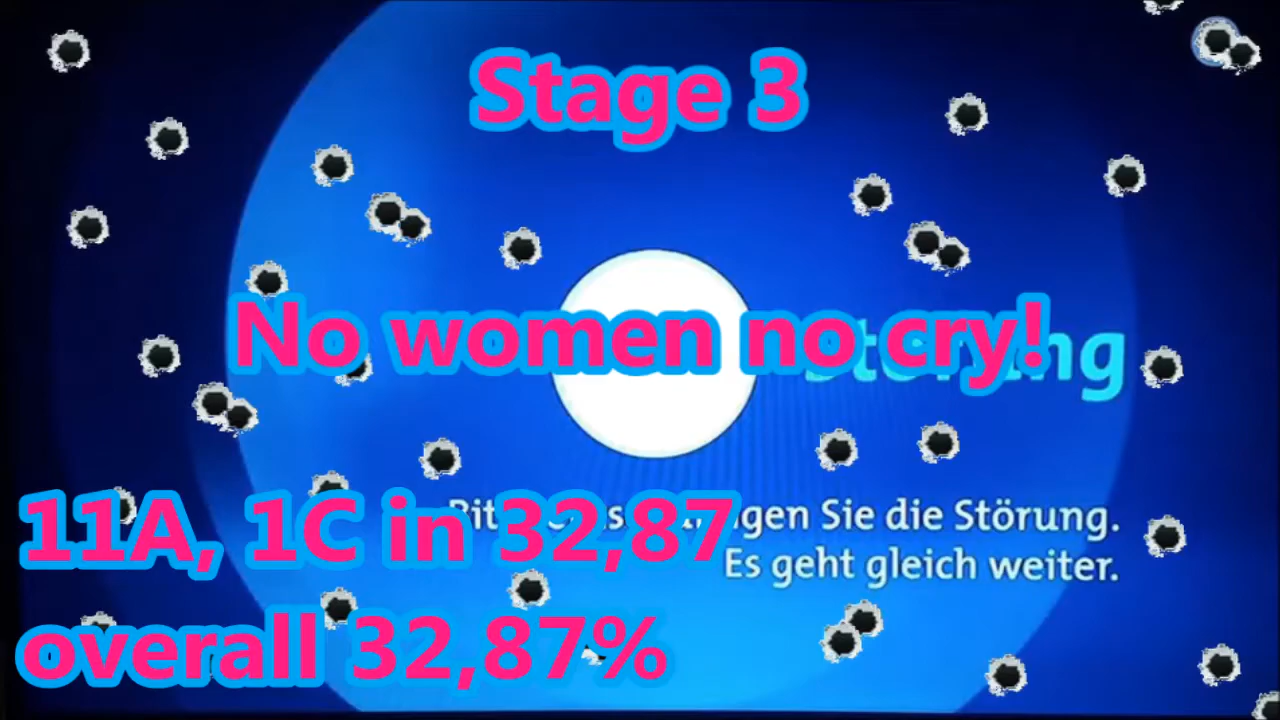 Stage 3
No women no cry!
Störung
11A, 1C in 32,87
Sie die Störung.
Es geht gleich weiter.
overall 32,87%